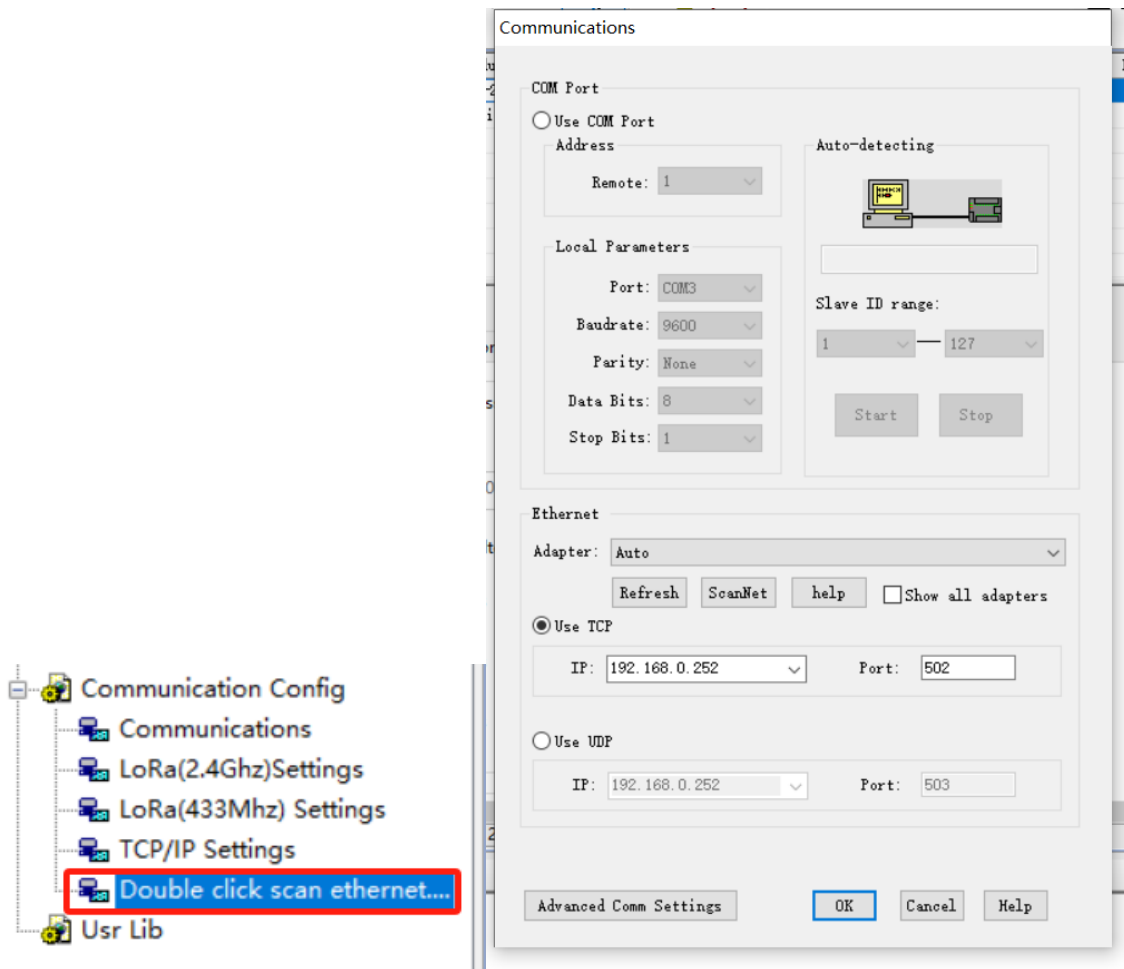 Communications
COM Port
Use COM Port
Address
Remote: 1
Local Parameters
Port: COM3
Baudrate: 9600
Parity: None
Data Bits: 8
Stop Bits: 1
Auto-detecting
Slave ID range:
1 — 127
Start Stop
Ethernet
Adapter: Auto
Refresh ScanNet help Show all adapters
Use TCP
IP: 192.168.0.252 Port: 502
Use UDP
IP: 192.168.0.252 Port: 503
Advanced Comm Settings OK Cancel Help
Communication Config
Communications
LoRa(2.4Ghz)Settings
LoRa(433Mhz) Settings
TCP/IP Settings
Double click scan ethernet....
Usr Lib